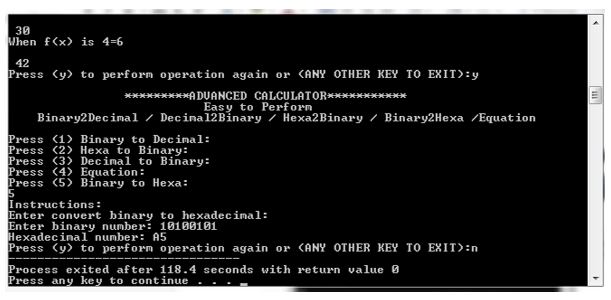 30
When f(x) is 4=6
42
Press (y) to perform operation again or (ANY OTHER KEY TO EXIT):y
*********ADVANCED CALCULATOR***********
Easy to Perform
Binary2Decimal / Decimal2Binary / Hexa2Binary / Binary2Hexa /Equation
Press (1) Binary to Decimal:
Press (2) Hexa to Binary:
Press (3) Decimal to Binary:
Press (4) Equation:
Press (5) Binary to Hexa:
5
Instructions:
Enter convert binary to hexadecimal:
Enter binary number: 10100101
Hexadecimal number: A5
Press (y) to perform operation again or (ANY OTHER KEY TO EXIT):n
--------------------------------
Process exited after 118.4 seconds with return value 0
Press any key to continue . . . _